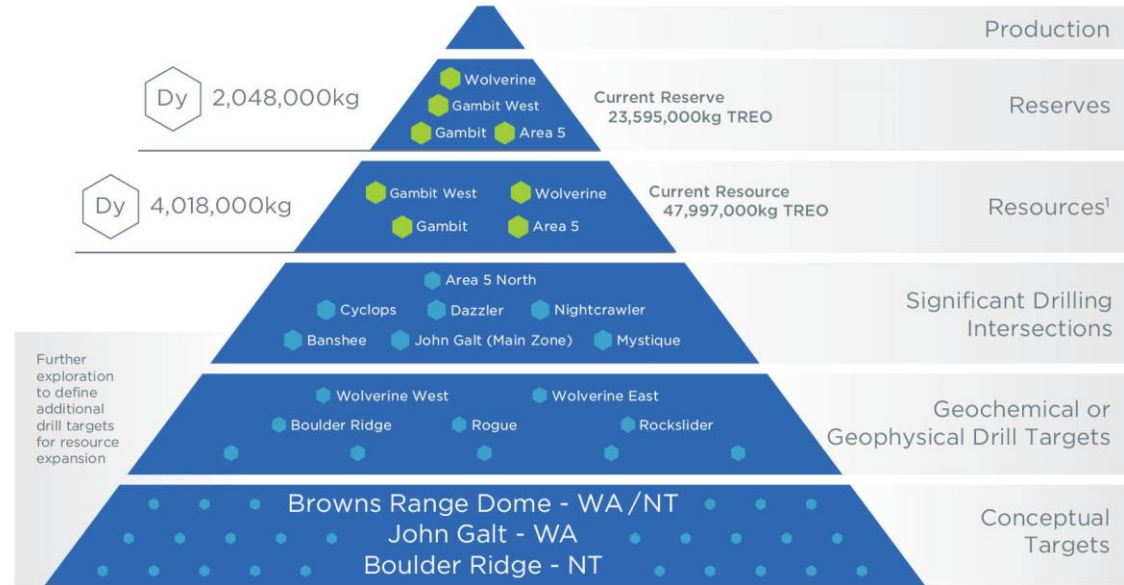 Production
Dy 2,048,000kg
Wolverine
Gambit West
Gambit Area 5
Current Reserve
23,595,000kg TREO
Reserves
Dy 4,018,000kg
Gambit West Wolverine
Gambit Area 5
Current Resource
47,997,000kg TREO
Resources¹
Area 5 North
Cyclops Dazzler Nightcrawler
Banshee John Galt (Main Zone) Mystique
Significant Drilling
Intersections
Further
exploration
to define
additional
drill targets
for resource
expansion
Wolverine West Wolverine East
Boulder Ridge Rogue Rockslider
Geochemical or
Geophysical Drill Targets
Browns Range Dome - WA/NT
John Galt - WA
Boulder Ridge - NT
Conceptual
Targets